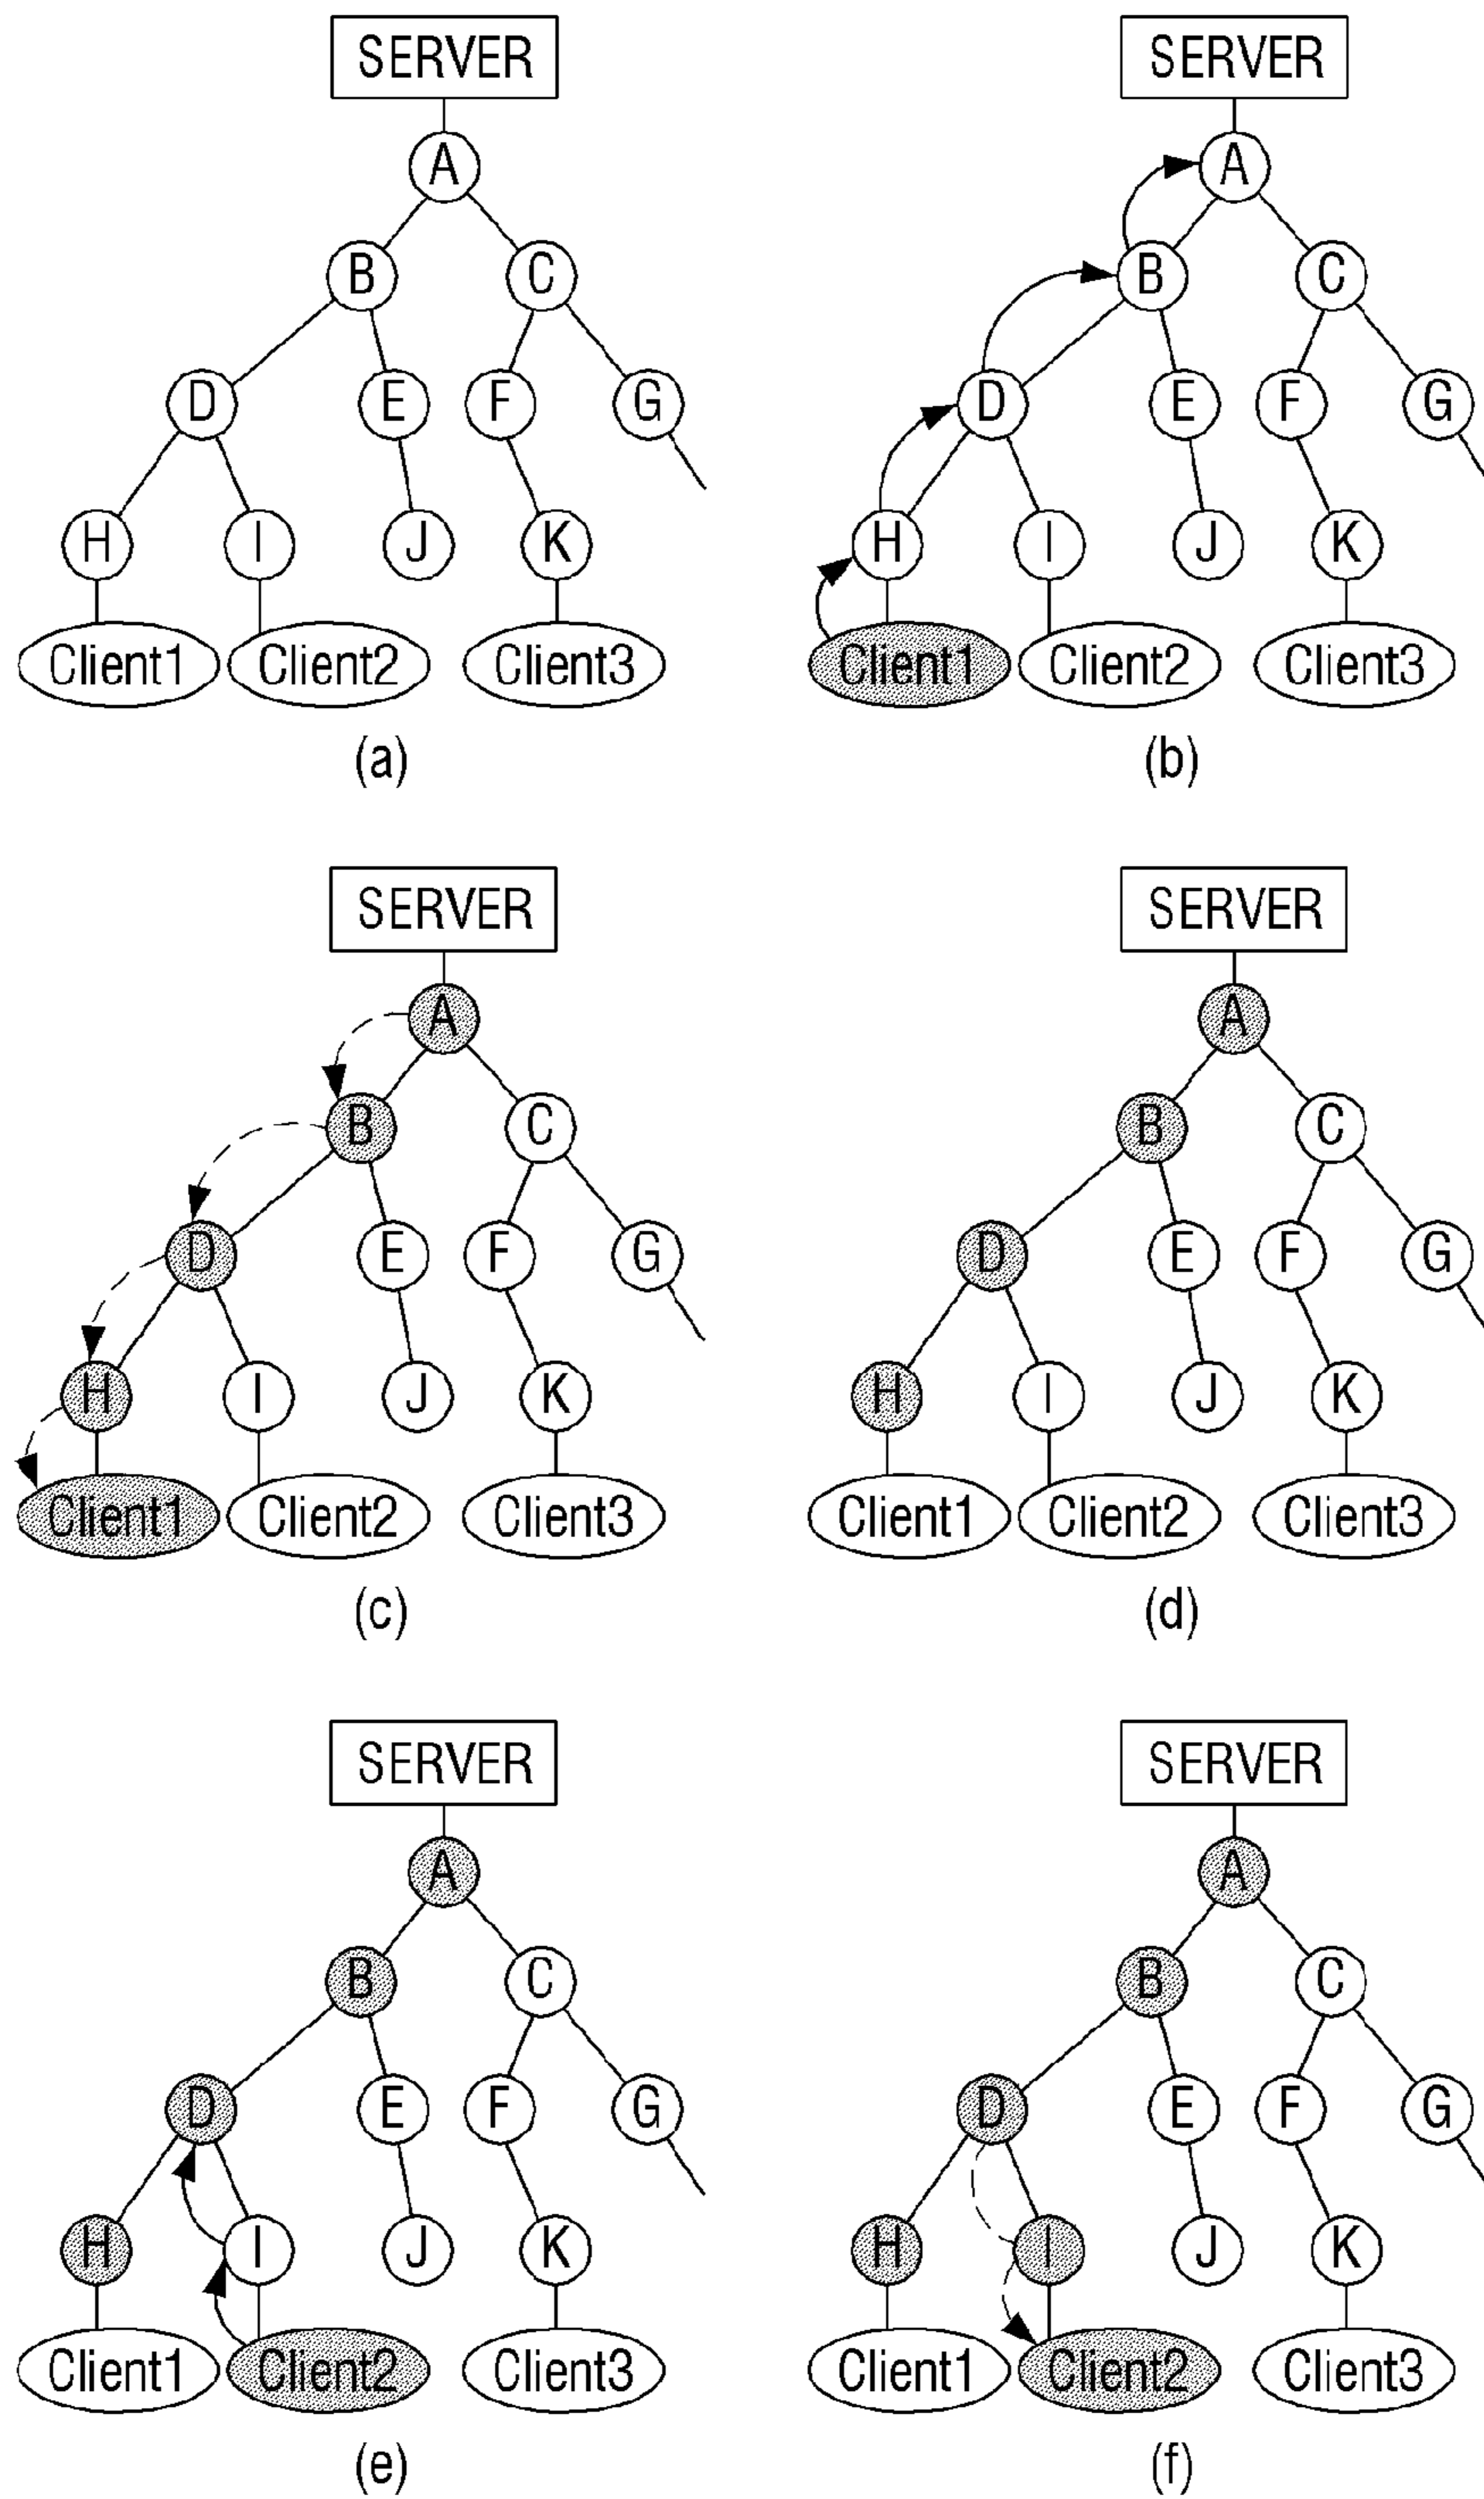 SERVER
A
B C
D E F G
H I J K
Client1 Client2 Client3
(a)
SERVER
A
B C
D E F G
H I J K
Client1 Client2 Client3
(b)
SERVER
A
B C
D E F G
H I J K
Client1 Client2 Client3
(c)
SERVER
A
B C
D E F G
H I J K
Client1 Client2 Client3
(d)
SERVER
A
B C
D E F G
H I J K
Client1 Client2 Client3
(e)
SERVER
A
B C
D E F G
H I J K
Client1 Client2 Client3
(f)